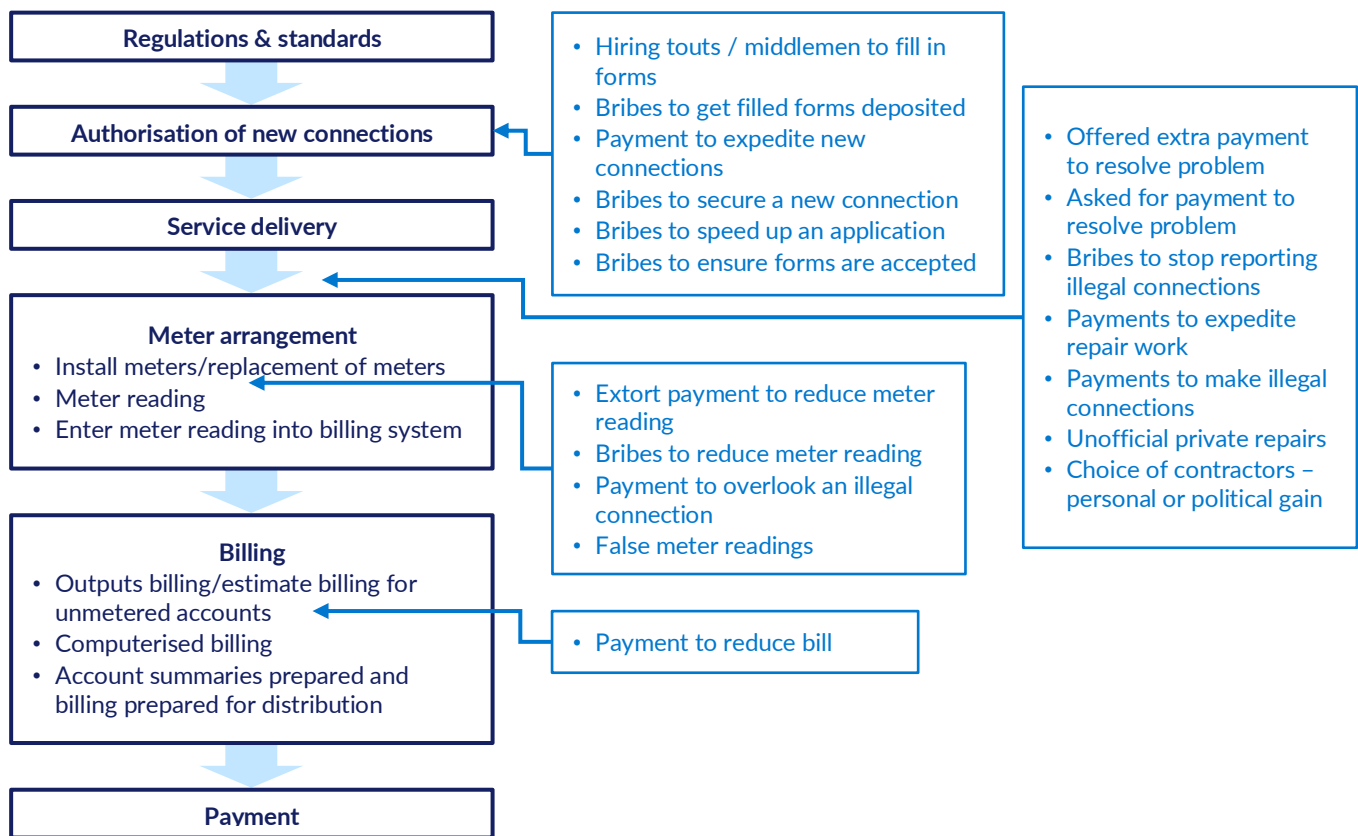 Regulations & standards
Authorisation of new connections
Service delivery
Meter arrangement
• Install meters/replacement of meters
• Meter reading
• Enter meter reading into billing system
Billing
• Outputs billing/estimate billing for
unmetered accounts
• Computerised billing
• Account summaries prepared and
billing prepared for distribution
Payment
• Hiring touts / middlemen to fill in
forms
• Bribes to get filled forms deposited
• Payment to expedite new
connections
• Bribes to secure a new connection
• Bribes to speed up an application
• Bribes to ensure forms are accepted
• Extort payment to reduce meter
reading
• Bribes to reduce meter reading
• Payment to overlook an illegal
connection
• False meter readings
• Payment to reduce bill
• Offered extra payment
to resolve problem
• Asked for payment to
resolve problem
• Bribes to stop reporting
illegal connections
• Payments to expedite
repair work
• Payments to make illegal
connections
• Unofficial private repairs
• Choice of contractors –
personal or political gain